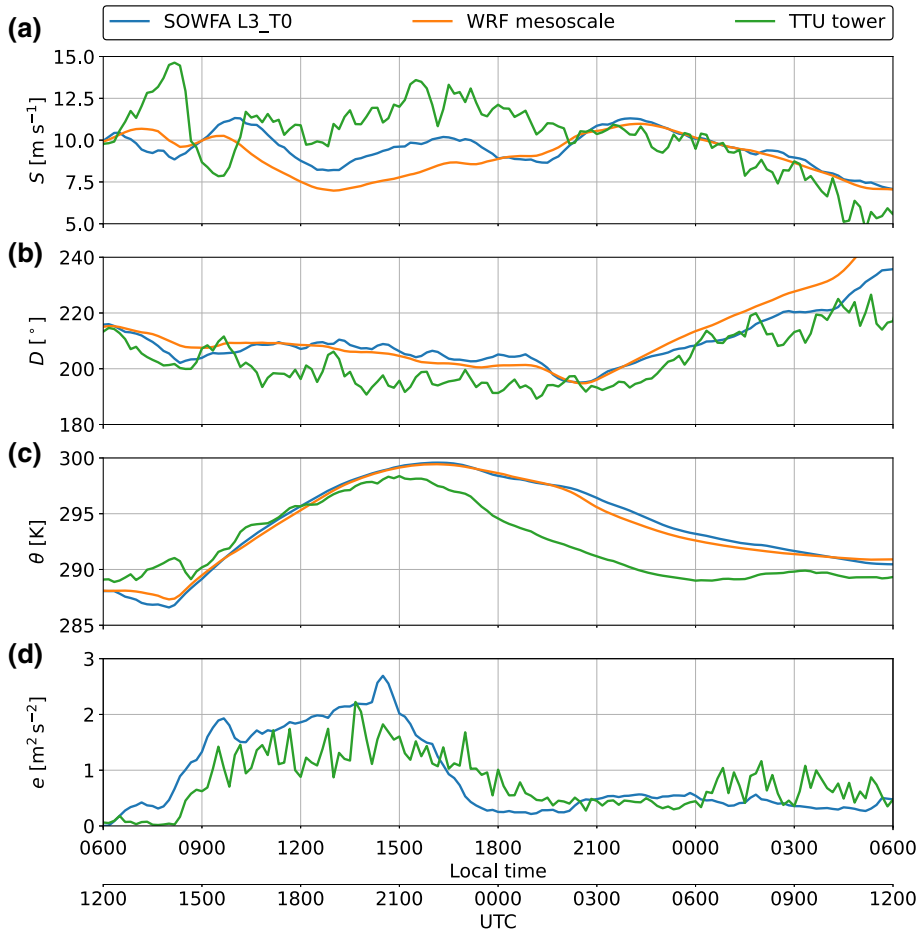 (a)
SOWFA L3_T0 WRF mesoscale TTU tower
15.0
12.5
10.0
7.5
5.0
S [m s⁻¹]
(b)
240
220
200
180
D [°]
(c)
300
295
290
285
θ [K]
(d)
3
2
1
0
e [m² s⁻²]
0600 0900 1200 1500 1800 2100 0000 0300 0600
Local time
1200 1500 1800 2100 0000 0300 0600 0900 1200
UTC